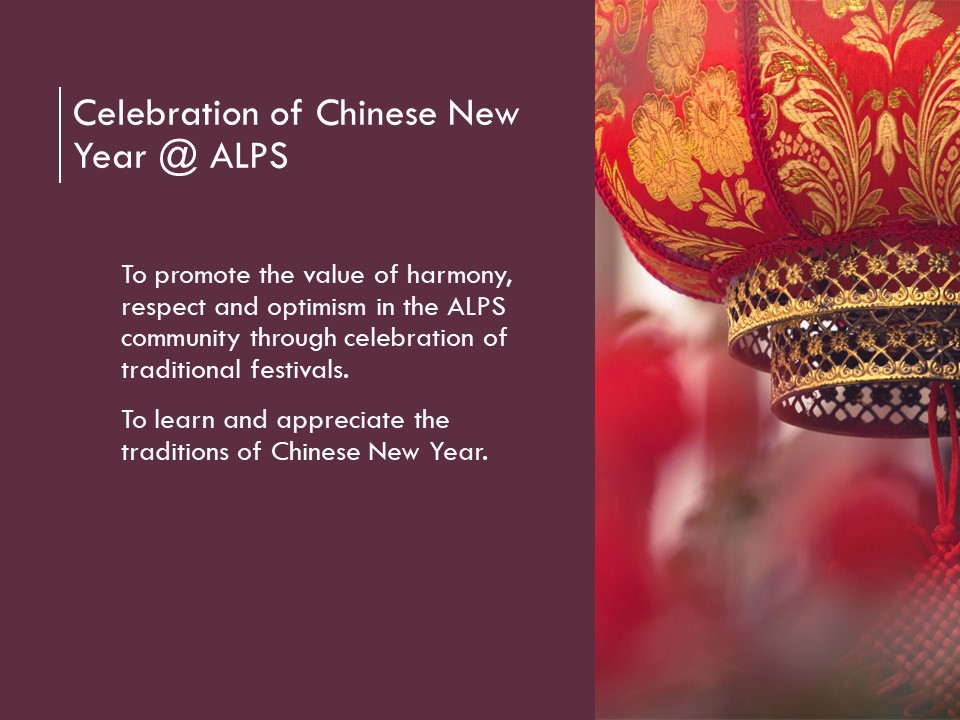 Celebration of Chinese New
Year @ ALPS
To promote the value of harmony,
respect and optimism in the ALPS
community through celebration of
traditional festivals.
To learn and appreciate the
traditions of Chinese New Year.